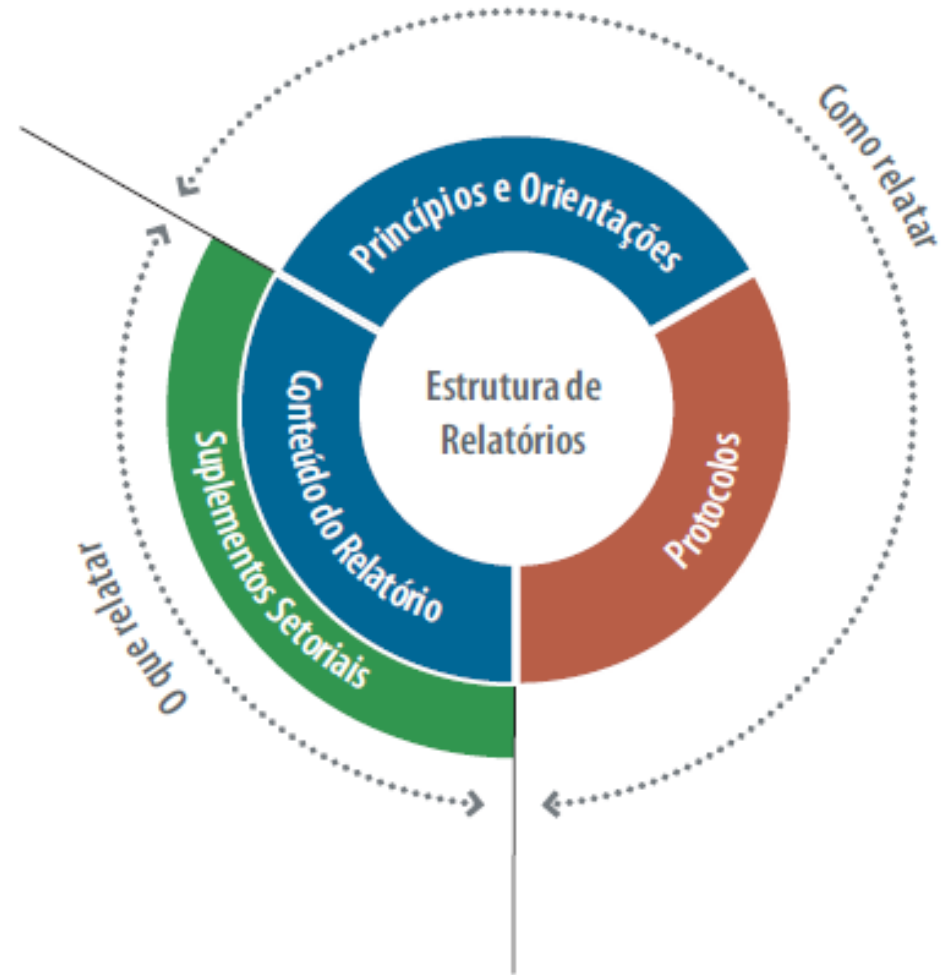 Como relatar
Princípios e Orientações
Estrutura de
Relatórios
Protocolos
Conteúdo do Relatório
Suplementos Setoriais
O que relatar